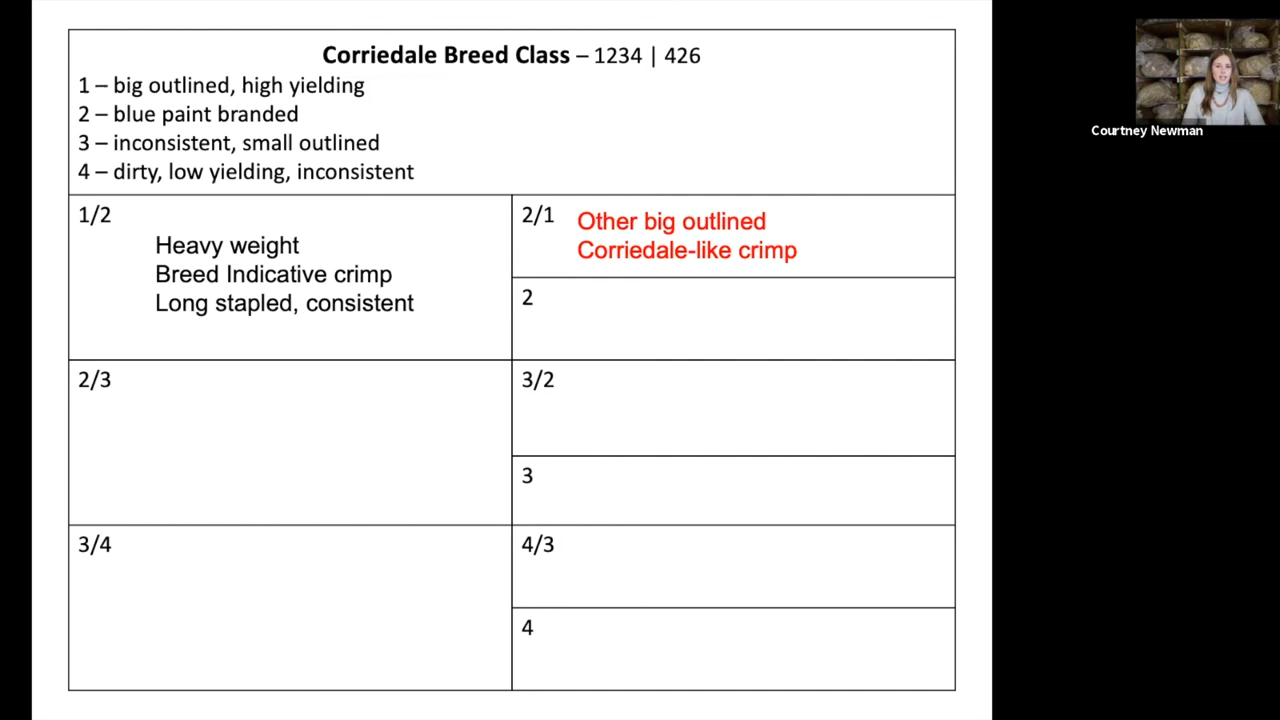 Corriedale Breed Class – 1234 | 426
1 – big outlined, high yielding
2 – blue paint branded
3 – inconsistent, small outlined
4 – dirty, low yielding, inconsistent
1/2
Heavy weight
Breed Indicative crimp
Long stapled, consistent
2/1
Other big outlined
Corriedale-like crimp
2
2/3
3/2
3
3/4
4/3
4
Courtney Newman